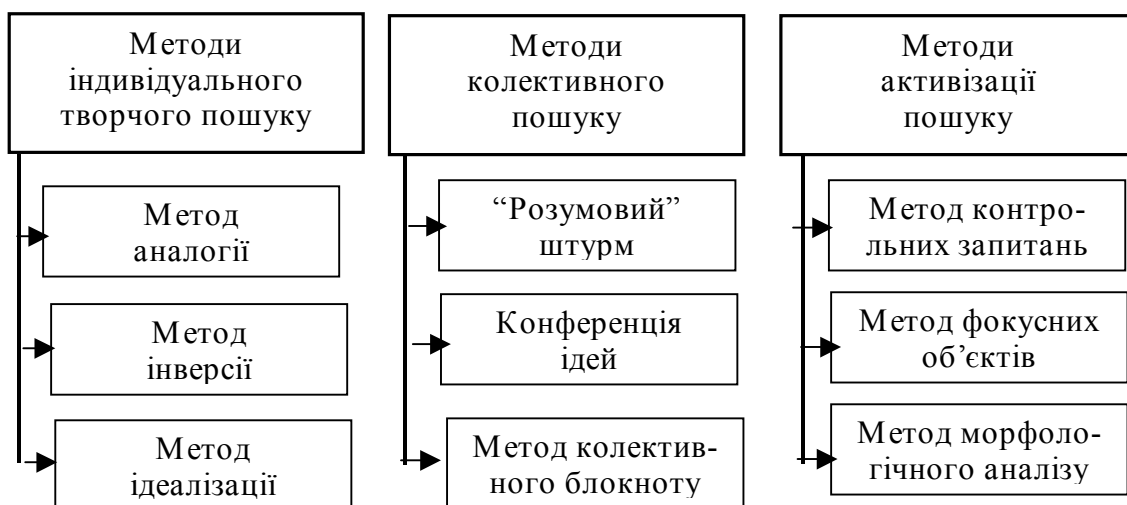 Методи
індивідуального
творчого пошуку
Метод
аналогії
Метод
інверсії
Метод
ідеалізації
Методи
колективного
пошуку
“Розумовий”
штурм
Конференція
ідей
Метод колектив-
ного блокноту
Методи
активізації
пошуку
Метод контро-
льних запитань
Метод фокусних
об’єктів
Метод морфоло-
гічного аналізу